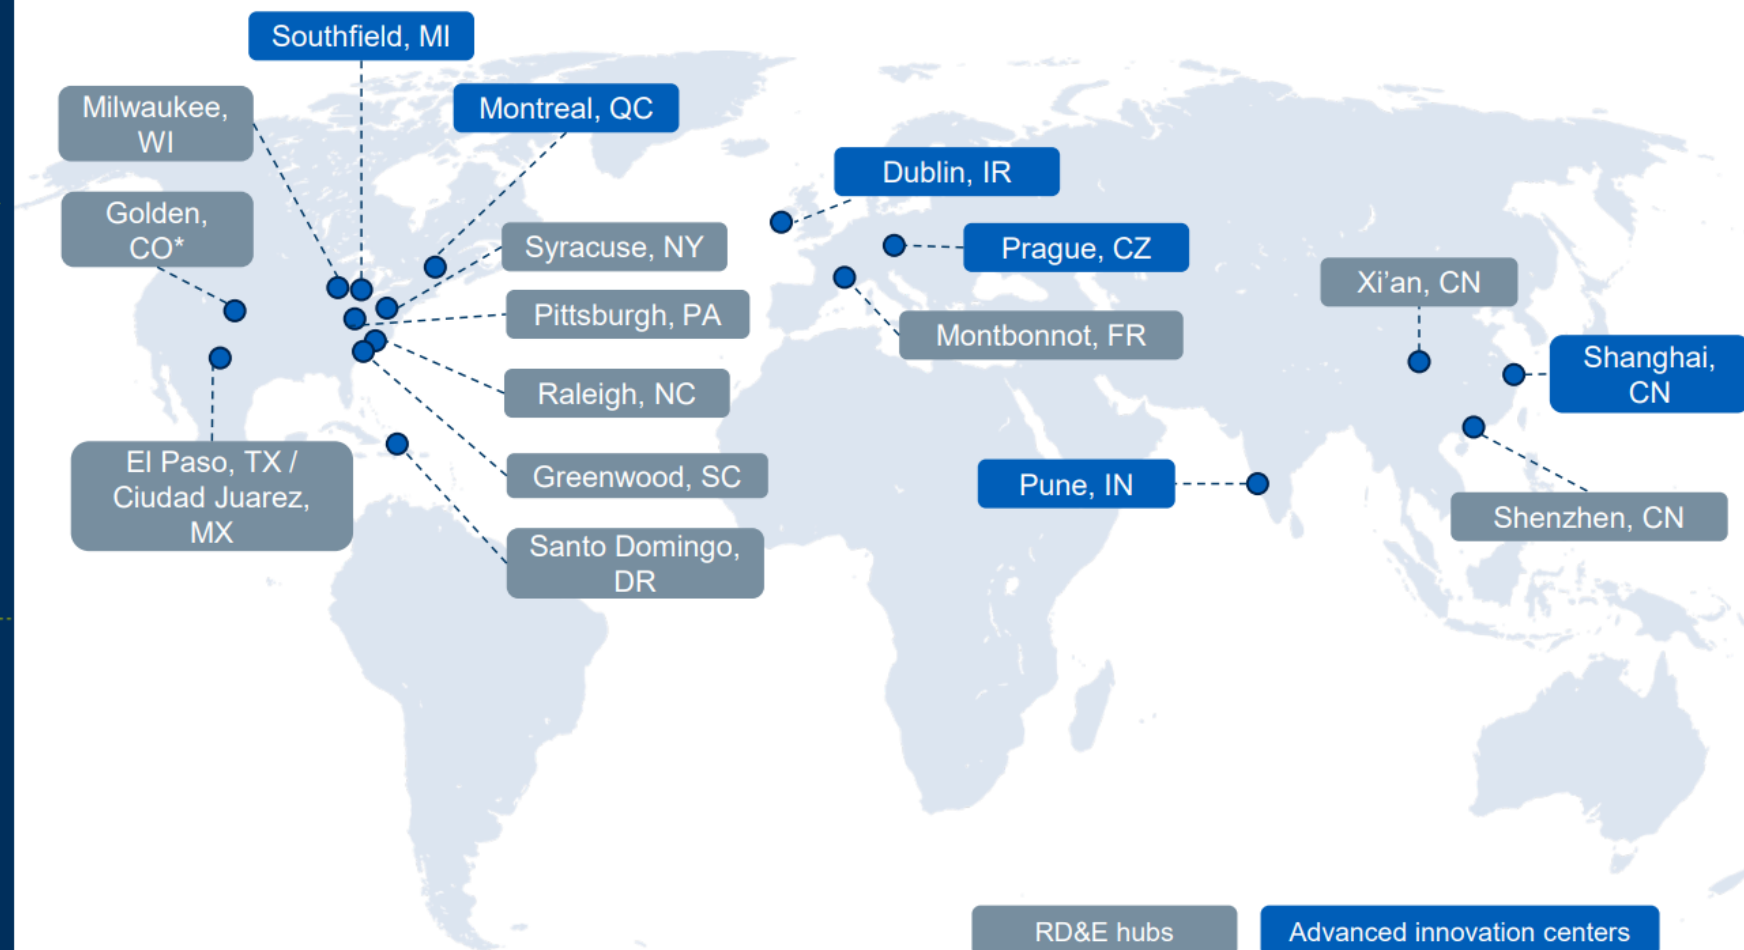 Southfield, MI
Milwaukee,
WI
Montreal, QC
Golden,
CO*
Syracuse, NY
Pittsburgh, PA
Raleigh, NC
El Paso, TX /
Ciudad Juarez,
MX
Greenwood, SC
Santo Domingo,
DR
Dublin, IR
Prague, CZ
Montbonnot, FR
Xi’an, CN
Shanghai,
CN
Pune, IN
Shenzhen, CN
RD&E hubs
Advanced innovation centers